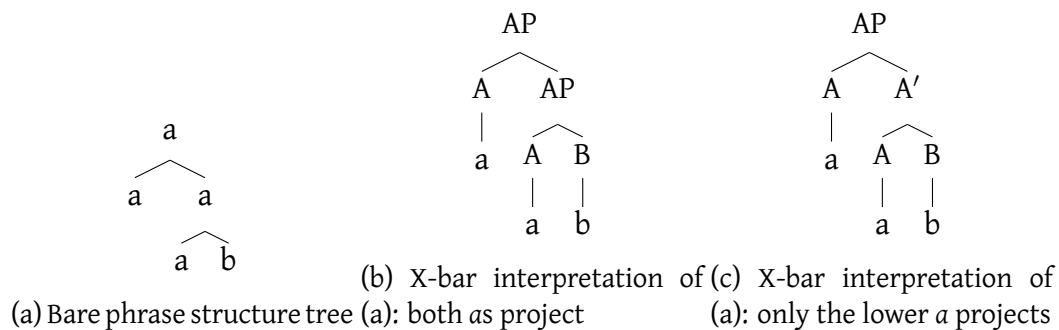 AP AP
A AP A A′
a
a A B a A B
a a
a b a b
a b
(b) X-bar interpretation of (c) X-bar interpretation of
(a) Bare phrase structure tree (a): both as project (a): only the lower a projects